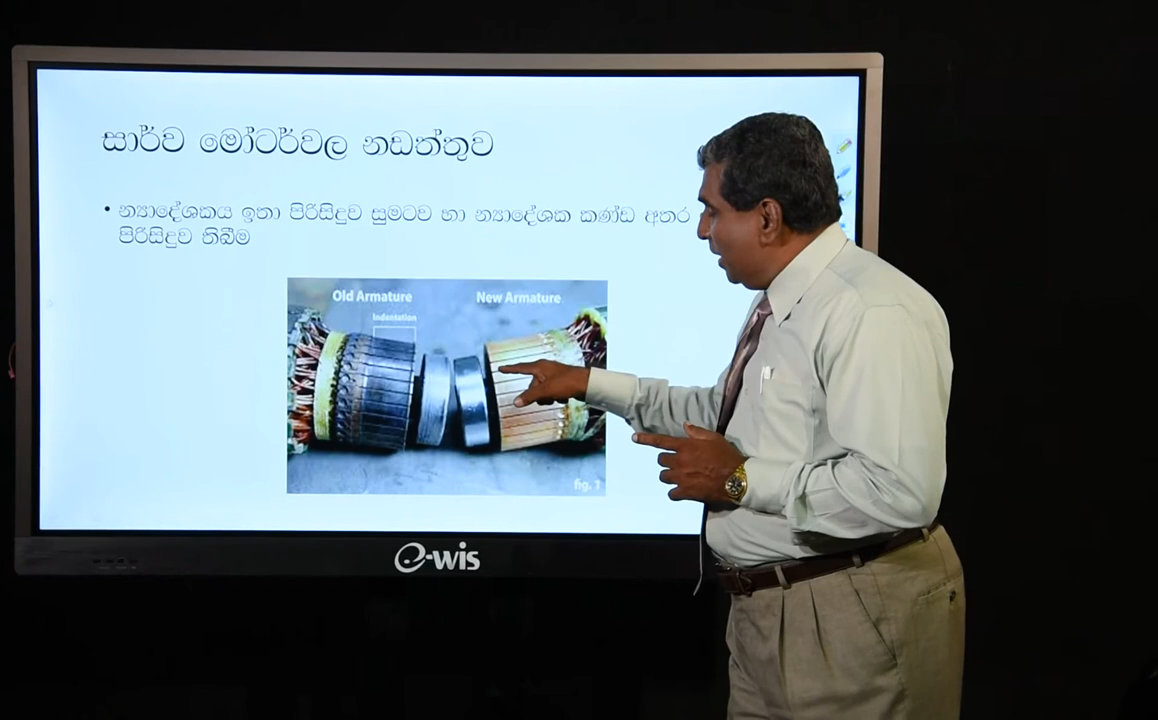 සාර්ව මෝටර්වල නඩත්තුව
• න්‍යාදේශකය ඉතා පිරිසිදුව සුමටව හා න්‍යාදේශක කණ්ඩ අතර
පිරිසිදුව තිබීම
Old Armature New Armature
Indentation
fig. 1
e-wis